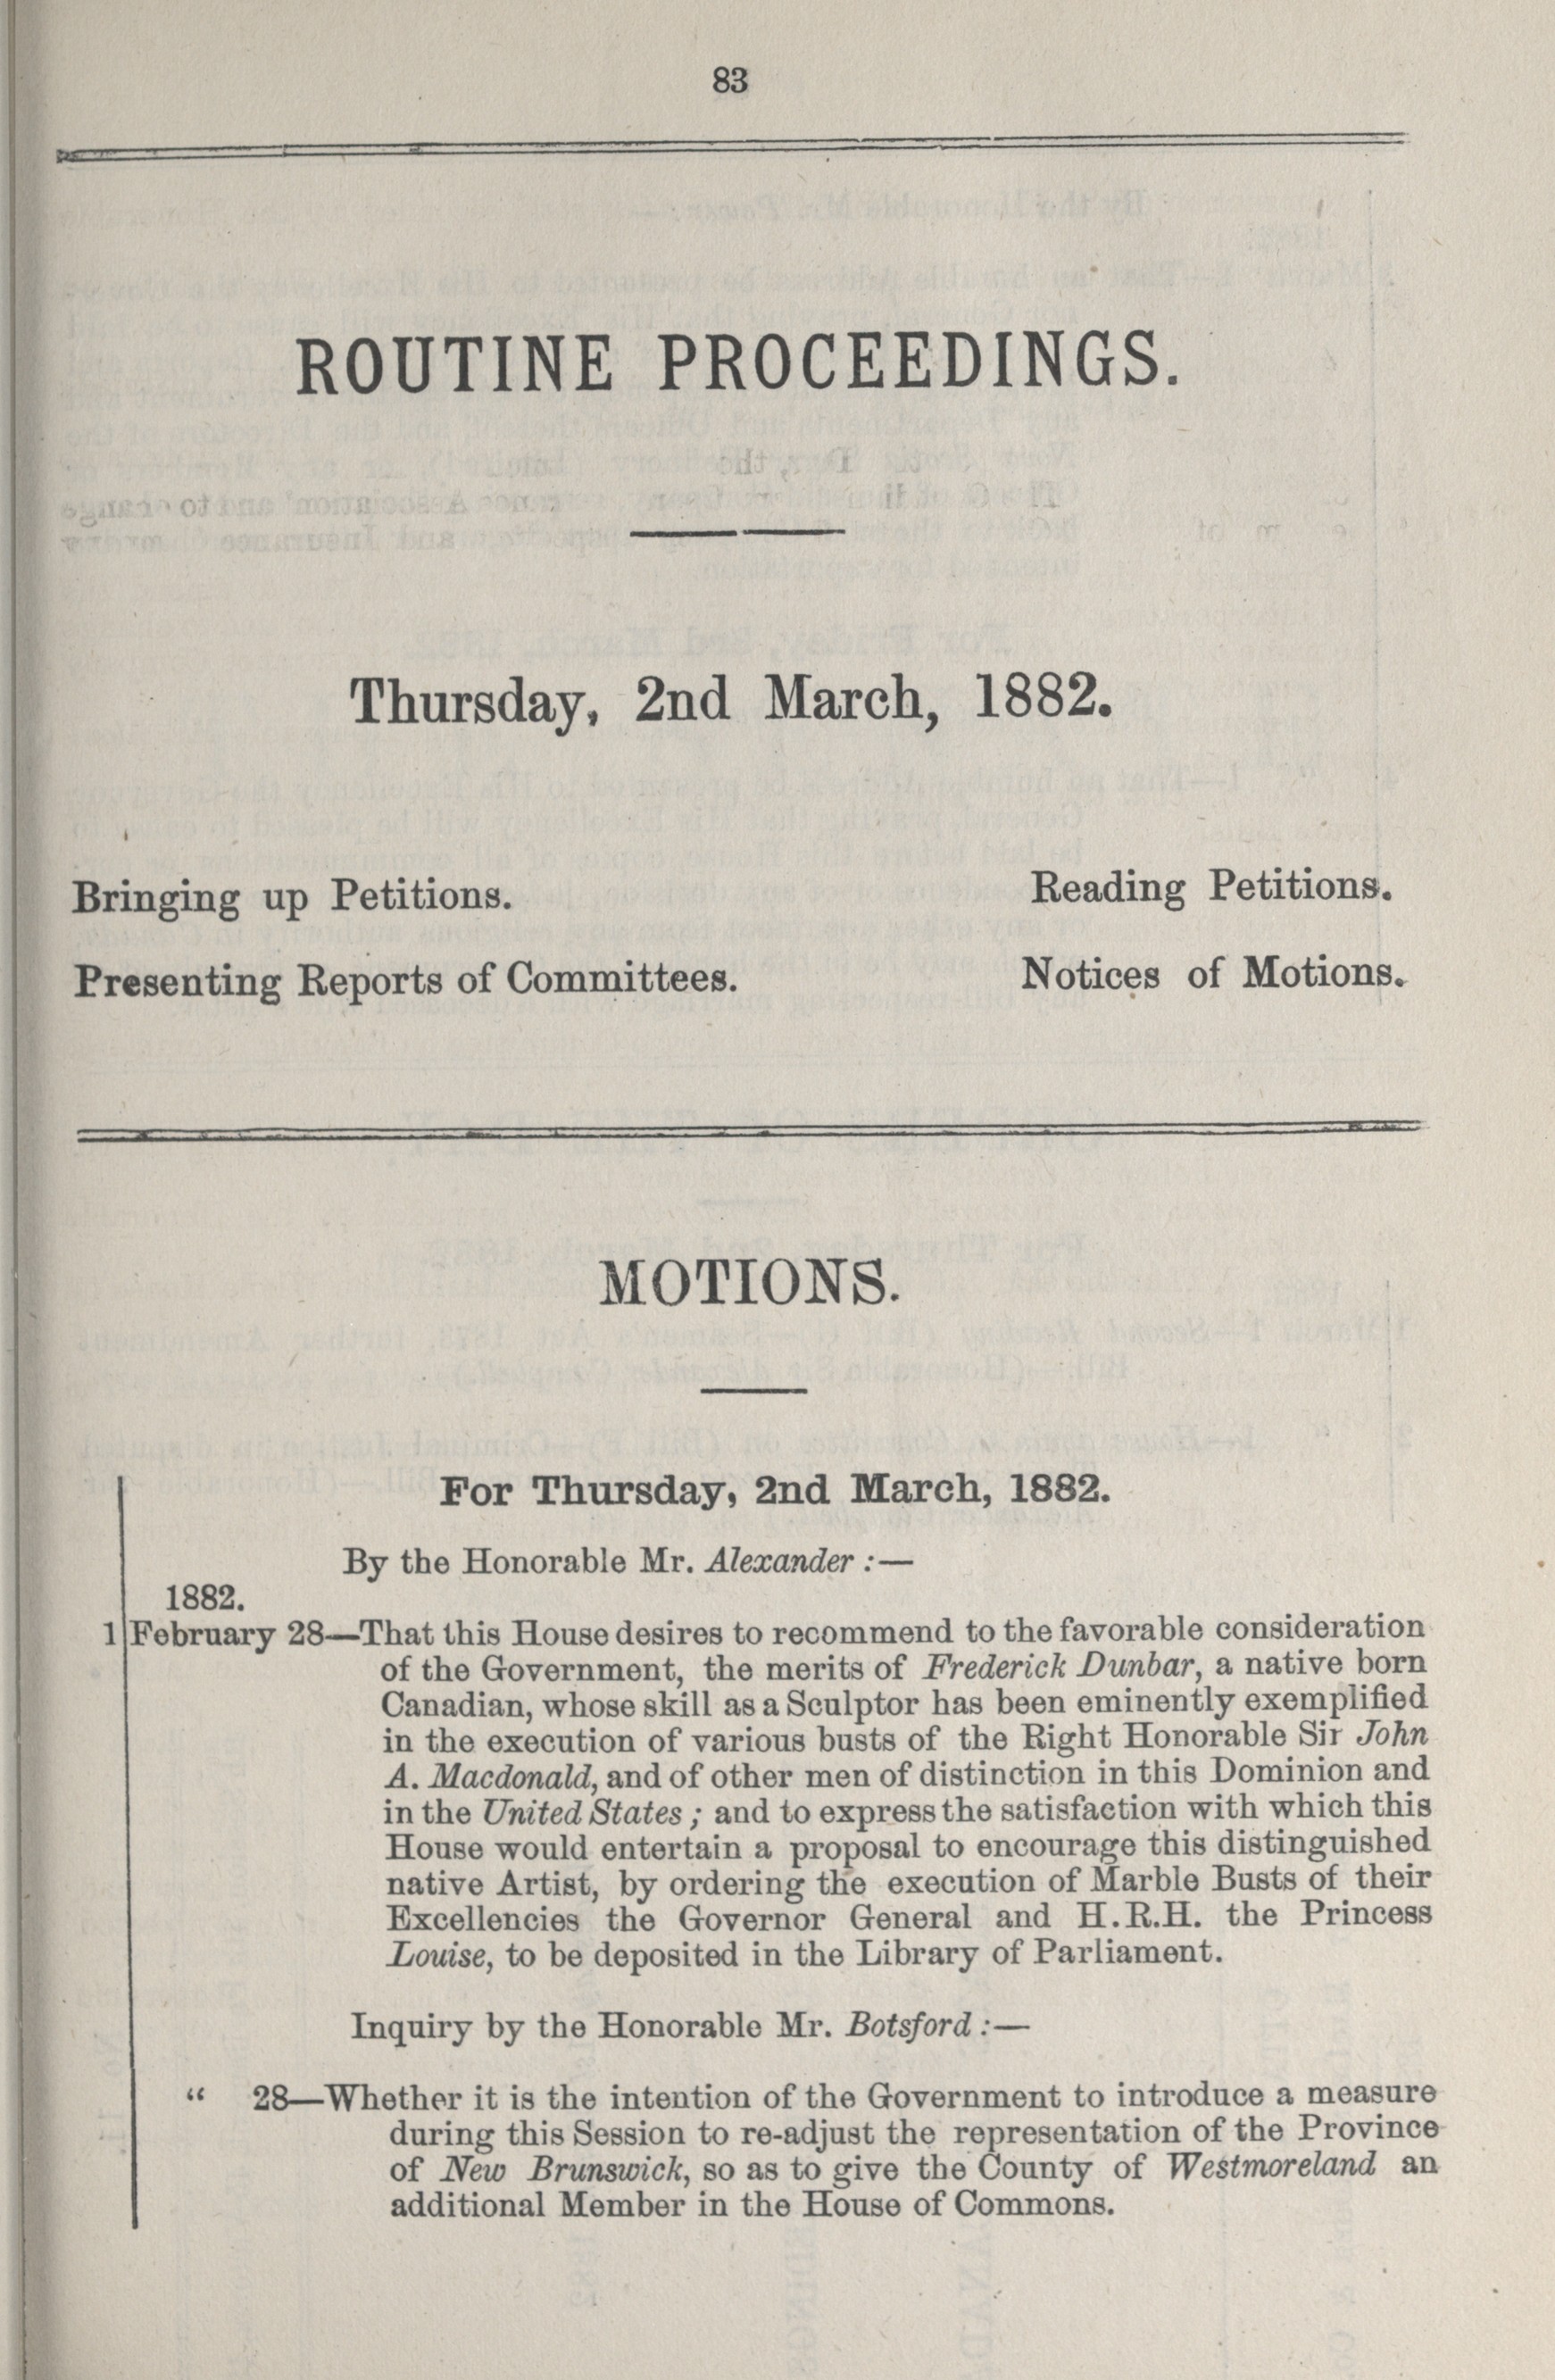 83
ROUTINE PROCEEDINGS.
Thursday, 2nd March, 1882.
Bringing up Petitions.
Reading Petitions.
Presenting Reports of Committees.
Notices of Motions.
MOTIONS.
For Thursday, 2nd March, 1882.
By the Honorable Mr. Alexander :—
1882.
1 February 28—That this House desires to recommend to the favorable consideration
of the Government, the merits of Frederick Dunbar, a native born
Canadian, whose skill as a Sculptor has been eminently exemplified
in the execution of various busts of the Right Honorable Sir John
A. Macdonald, and of other men of distinction in this Dominion and
in the United States ; and to express the satisfaction with which this
House would entertain a proposal to encourage this distinguished
native Artist, by ordering the execution of Marble Busts of their
Excellencies the Governor General and H.R.H. the Princess
Louise, to be deposited in the Library of Parliament.
Inquiry by the Honorable Mr. Botsford :—
“ 28—Whether it is the intention of the Government to introduce a measure
during this Session to re-adjust the representation of the Province
of New Brunswick, so as to give the County of Westmoreland an
additional Member in the House of Commons.